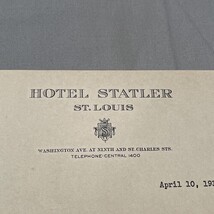 HOTEL STATLER
ST. LOUIS
WASHINGTON AVE. AT NINTH AND ST. CHARLES STS.
TELEPHONE: CENTRAL 1400
April 10,